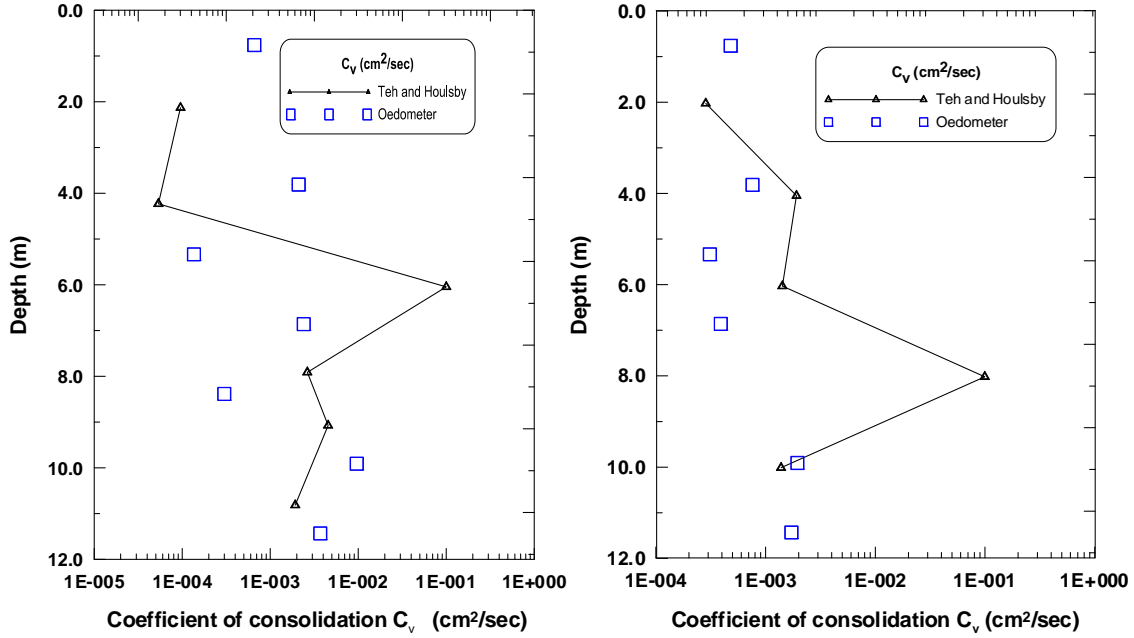 0.0
2.0
4.0
6.0
8.0
10.0
12.0
Depth (m)
Cv (cm2/sec)
Teh and Houlsby
Oedometer
1E-005 1E-004 1E-003 1E-002 1E-001 1E+000
Coefficient of consolidation Cv (cm2/sec)
0.0
2.0
4.0
6.0
8.0
10.0
12.0
Depth (m)
Cv (cm2/sec)
Teh and Houlsby
Oedometer
1E-004 1E-003 1E-002 1E-001 1E+000
Coefficient of consolidation Cv (cm2/sec)